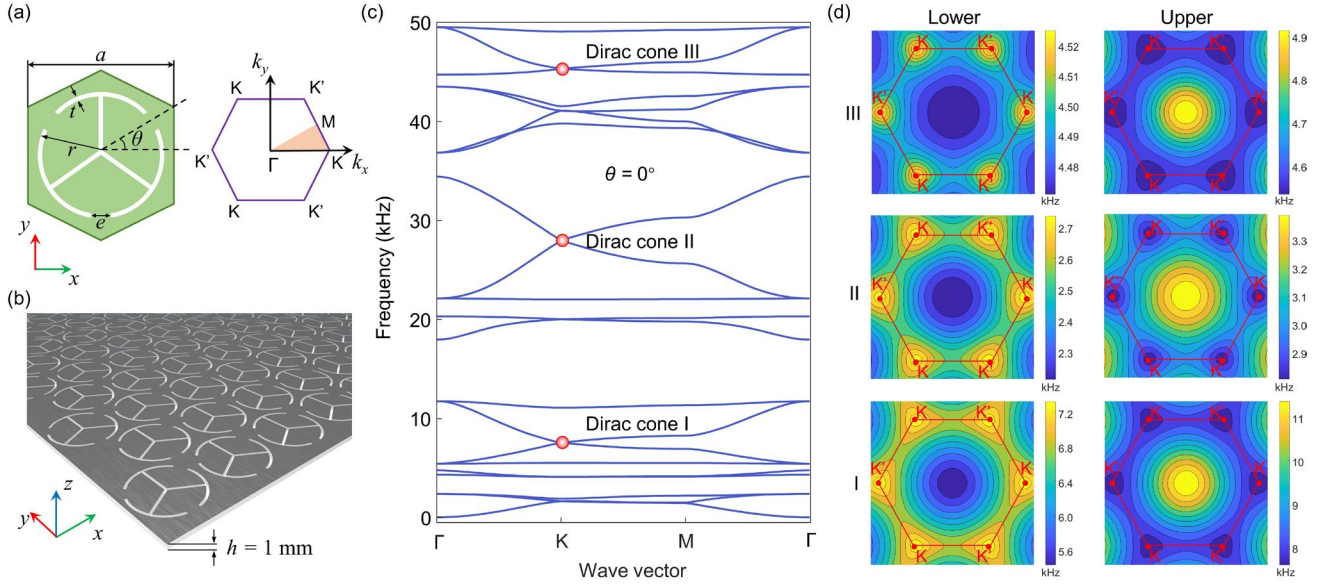 (a)
a
t
r
θ
e
y
x
k_y
K
K'
M
K'
Γ
K
k_x
K
K'
(b)
z
y
x
h = 1 mm
(c)
50
40
30
20
10
0
Frequency (kHz)
Dirac cone III
θ = 0°
Dirac cone II
Dirac cone I
Γ
K
M
Γ
Wave vector
(d)
Lower
Upper
III
K
K'
K'
K
K
K'
4.52
4.51
4.50
4.49
4.48
kHz
K
K'
K'
K
K
K'
4.9
4.8
4.7
4.6
kHz
II
K
K'
K'
K
K
K'
2.7
2.6
2.5
2.4
2.3
kHz
K
K'
K'
K
K
K'
3.3
3.2
3.1
3.0
2.9
kHz
I
K
K'
K'
K
K
K'
7.2
6.8
6.4
6.0
5.6
kHz
K
K'
K'
K
K
K'
11
10
9
8
kHz